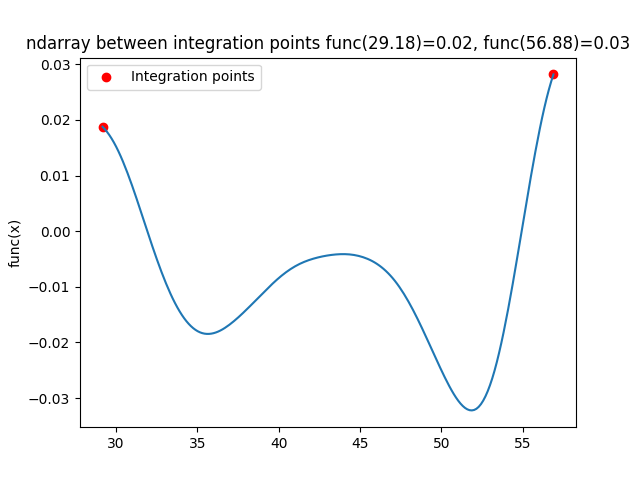 ndarray between integration points func(29.18)=0.02, func(56.88)=0.03
Integration points
func(x)
0.03
0.02
0.01
0.00
−0.01
−0.02
−0.03
30 35 40 45 50 55